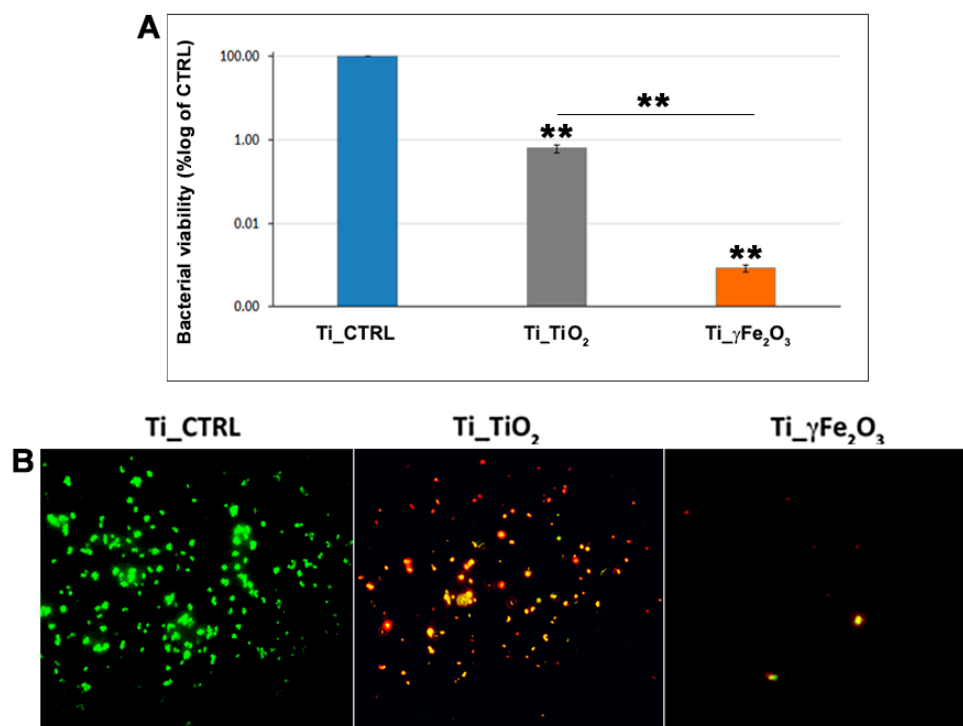 A
Bacterial viability (%log of CTRL)
100.00
1.00
0.01
0.00
**
**
**
Ti_CTRL
Ti_TiO₂
Ti_γFe₂O₃
B
Ti_CTRL
Ti_TiO₂
Ti_γFe₂O₃